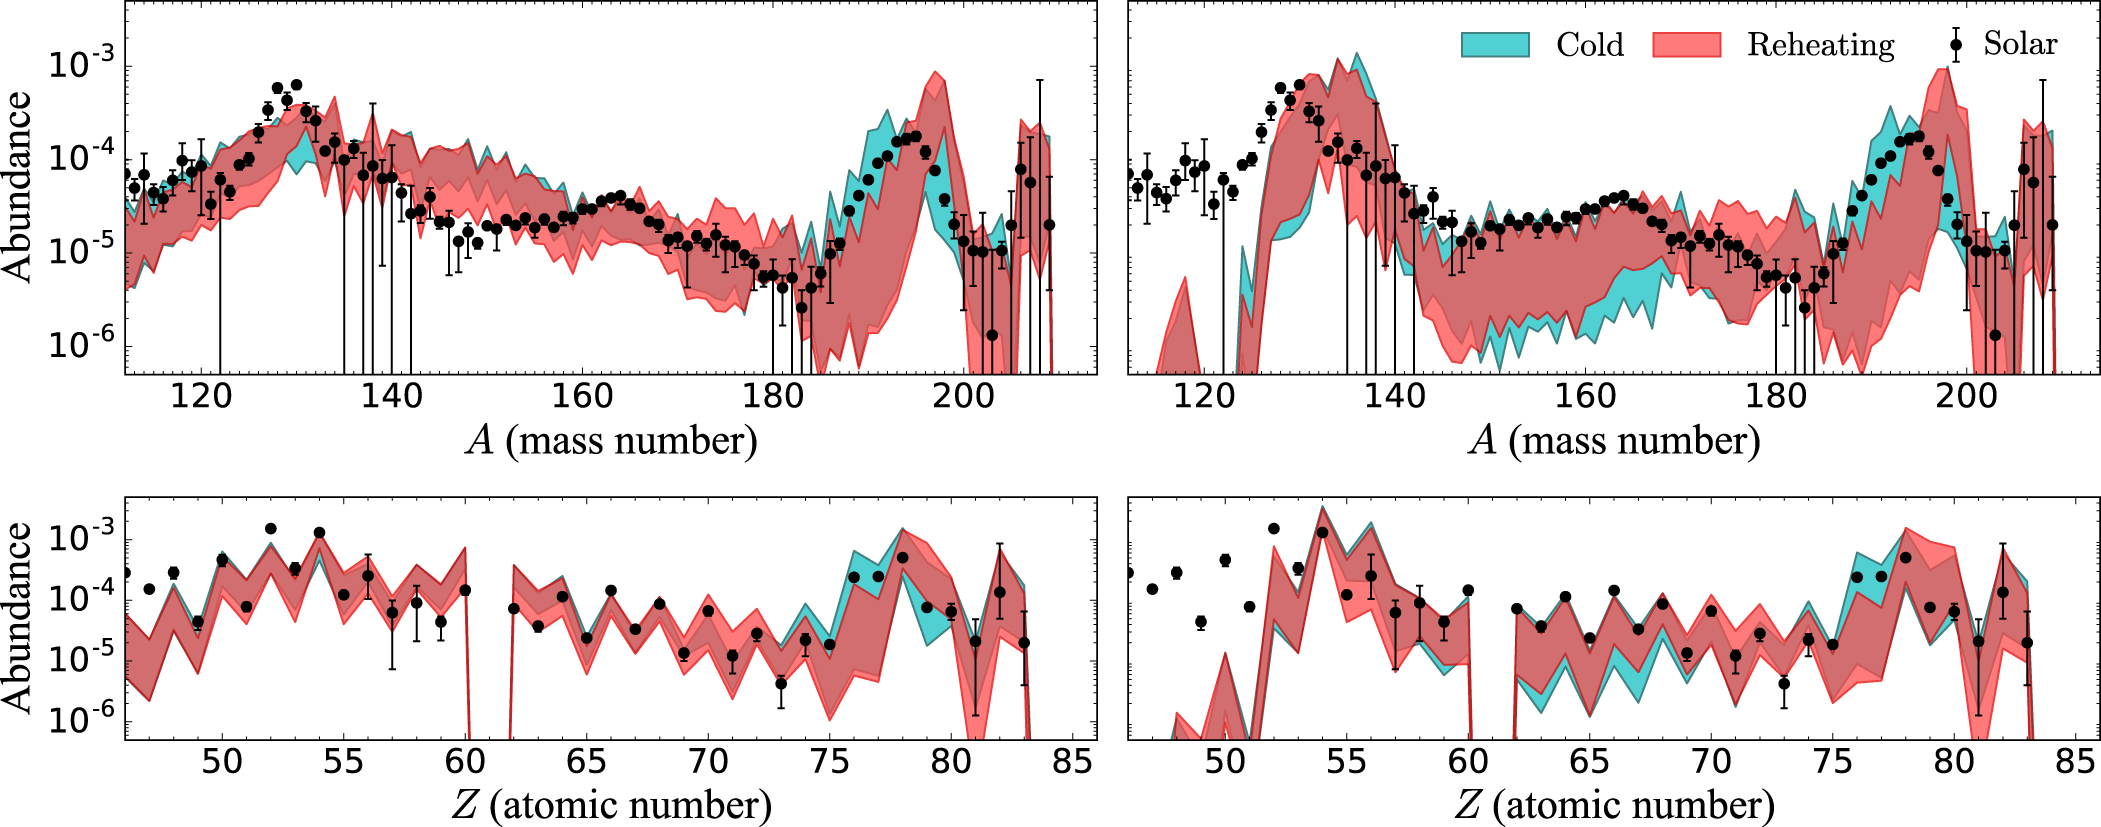 Abundance
10-3
10-4
10-5
10-6
120 140 160 180 200
A (mass number)
Cold Reheating Solar
120 140 160 180 200
A (mass number)
Abundance
10-3
10-4
10-5
10-6
50 55 60 65 70 75 80 85
Z (atomic number)
50 55 60 65 70 75 80 85
Z (atomic number)